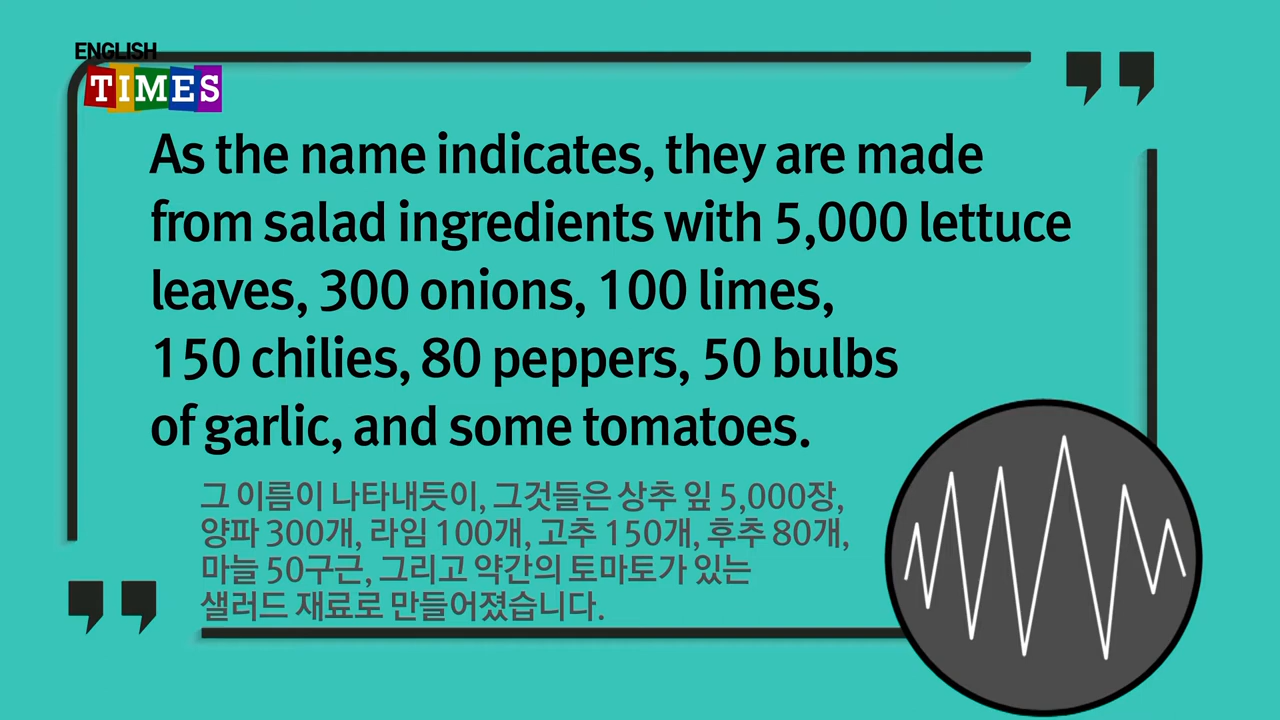 ENGLISH
TIMES
As the name indicates, they are made
from salad ingredients with 5,000 lettuce
leaves, 300 onions, 100 limes,
150 chilies, 80 peppers, 50 bulbs
of garlic, and some tomatoes.
그 이름이 나타내듯이, 그것들은 상추 잎 5,000장,
양파 300개, 라임 100개, 고추 150개, 후추 80개,
마늘 50구근, 그리고 약간의 토마토가 있는
샐러드 재료로 만들어졌습니다.